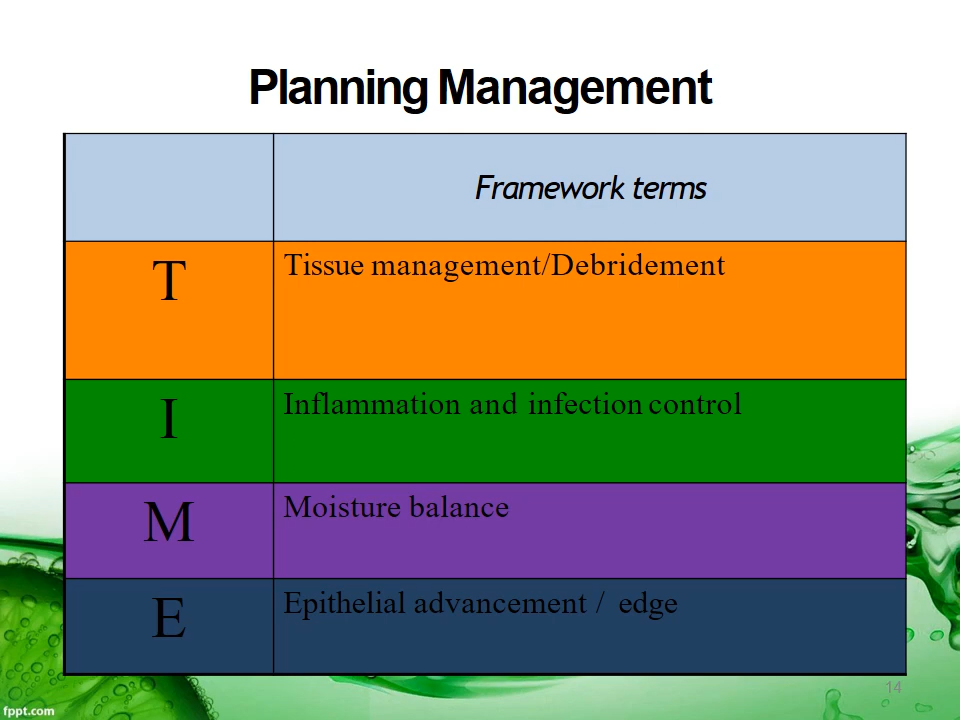 Planning Management
Framework terms
T
Tissue management/Debridement
I
Inflammation and infection control
M
Moisture balance
E
Epithelial advancement / edge
14
fppt.com